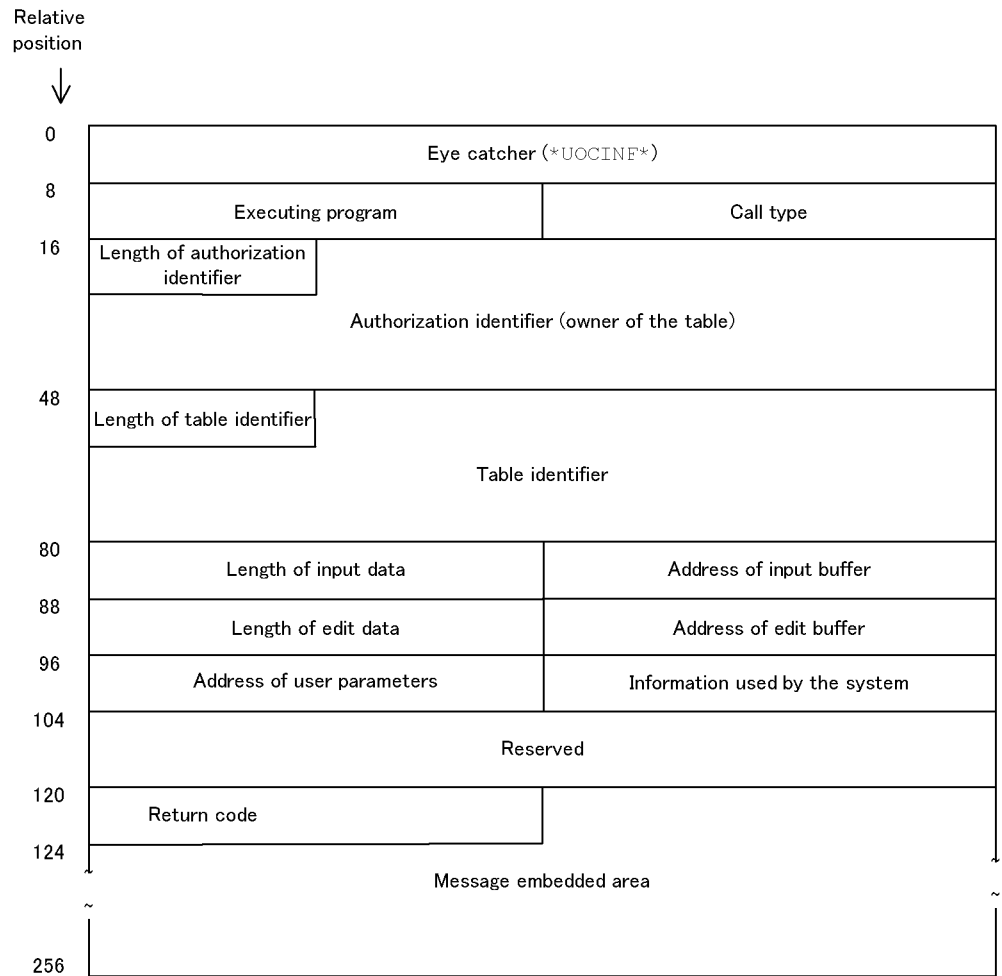 Relative
position
0
Eye catcher (*UOCINF*)
8
Executing program
Call type
16
Length of authorization
identifier
Authorization identifier (owner of the table)
48
Length of table identifier
Table identifier
80
Length of input data
Address of input buffer
88
Length of edit data
Address of edit buffer
96
Address of user parameters
Information used by the system
104
Reserved
120
Return code
124
Message embedded area
256